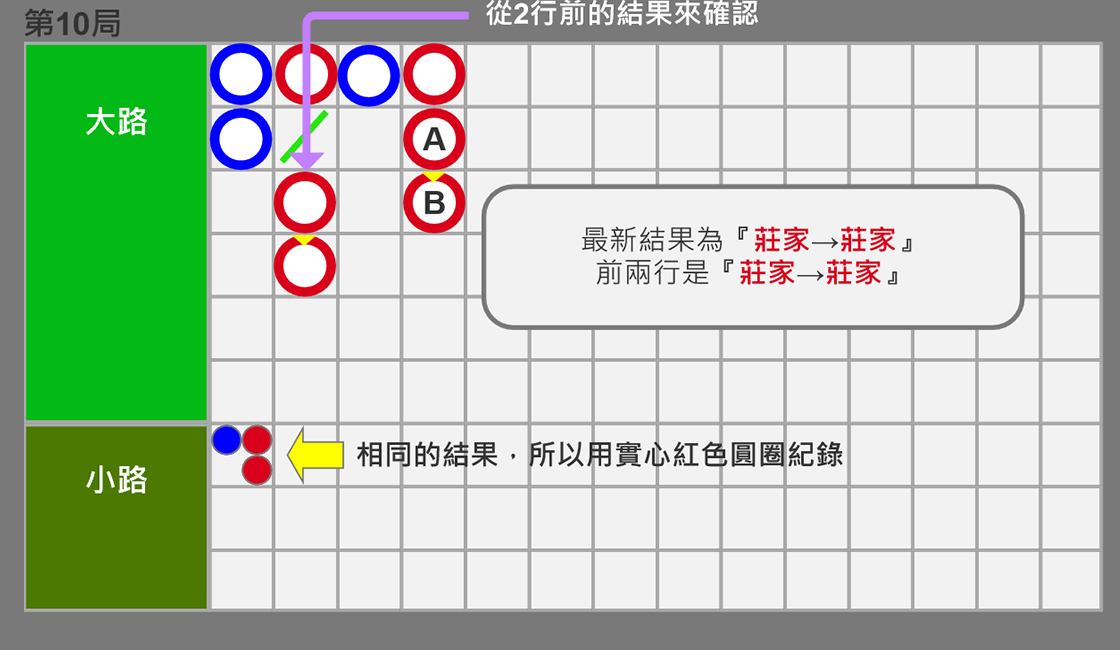 第10局
從2行前的結果來確認
大路
A
B
最新結果為『莊家→莊家』
前兩行是『莊家→莊家』
小路
相同的結果，所以用實心紅色圓圈紀錄